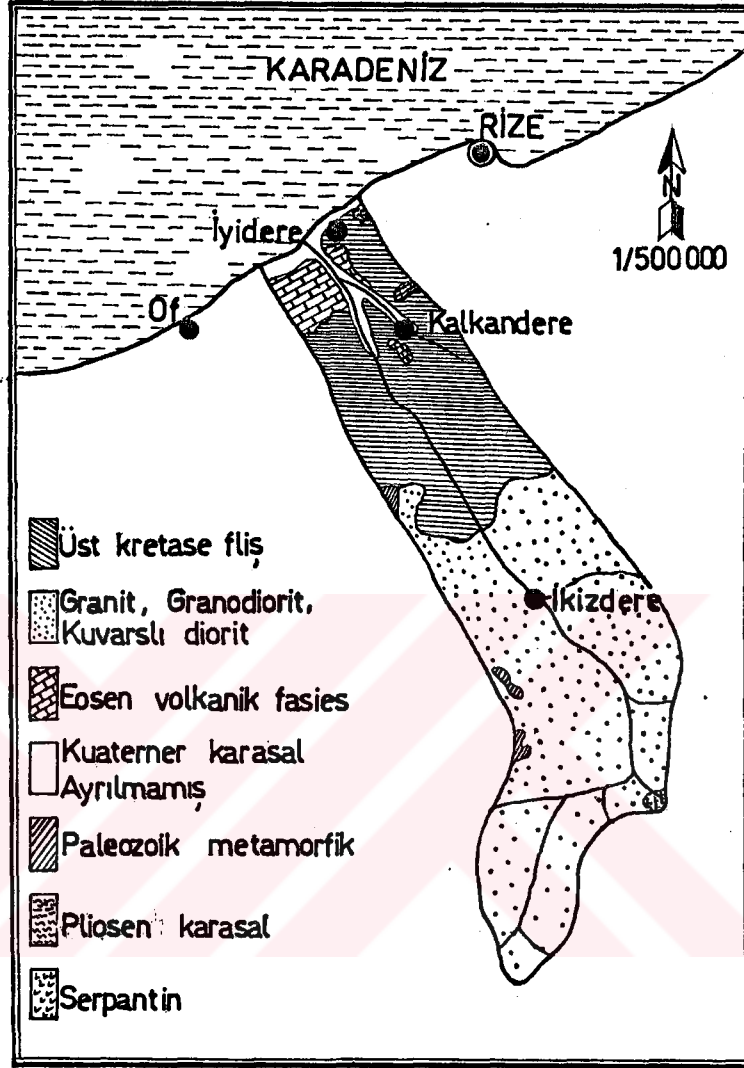 KARADENİZ
RİZE
N
1/500 000
İyidere
Of
Kalkandere
İkizdere
Üst kretase fliş
Granit, Granodiorit,
Kuvarslı diorit
Eosen volkanik fasies
Kuaterner karasal
Ayrılmamış
Paleozoik metamorfik
Pliosen karasal
Serpantin